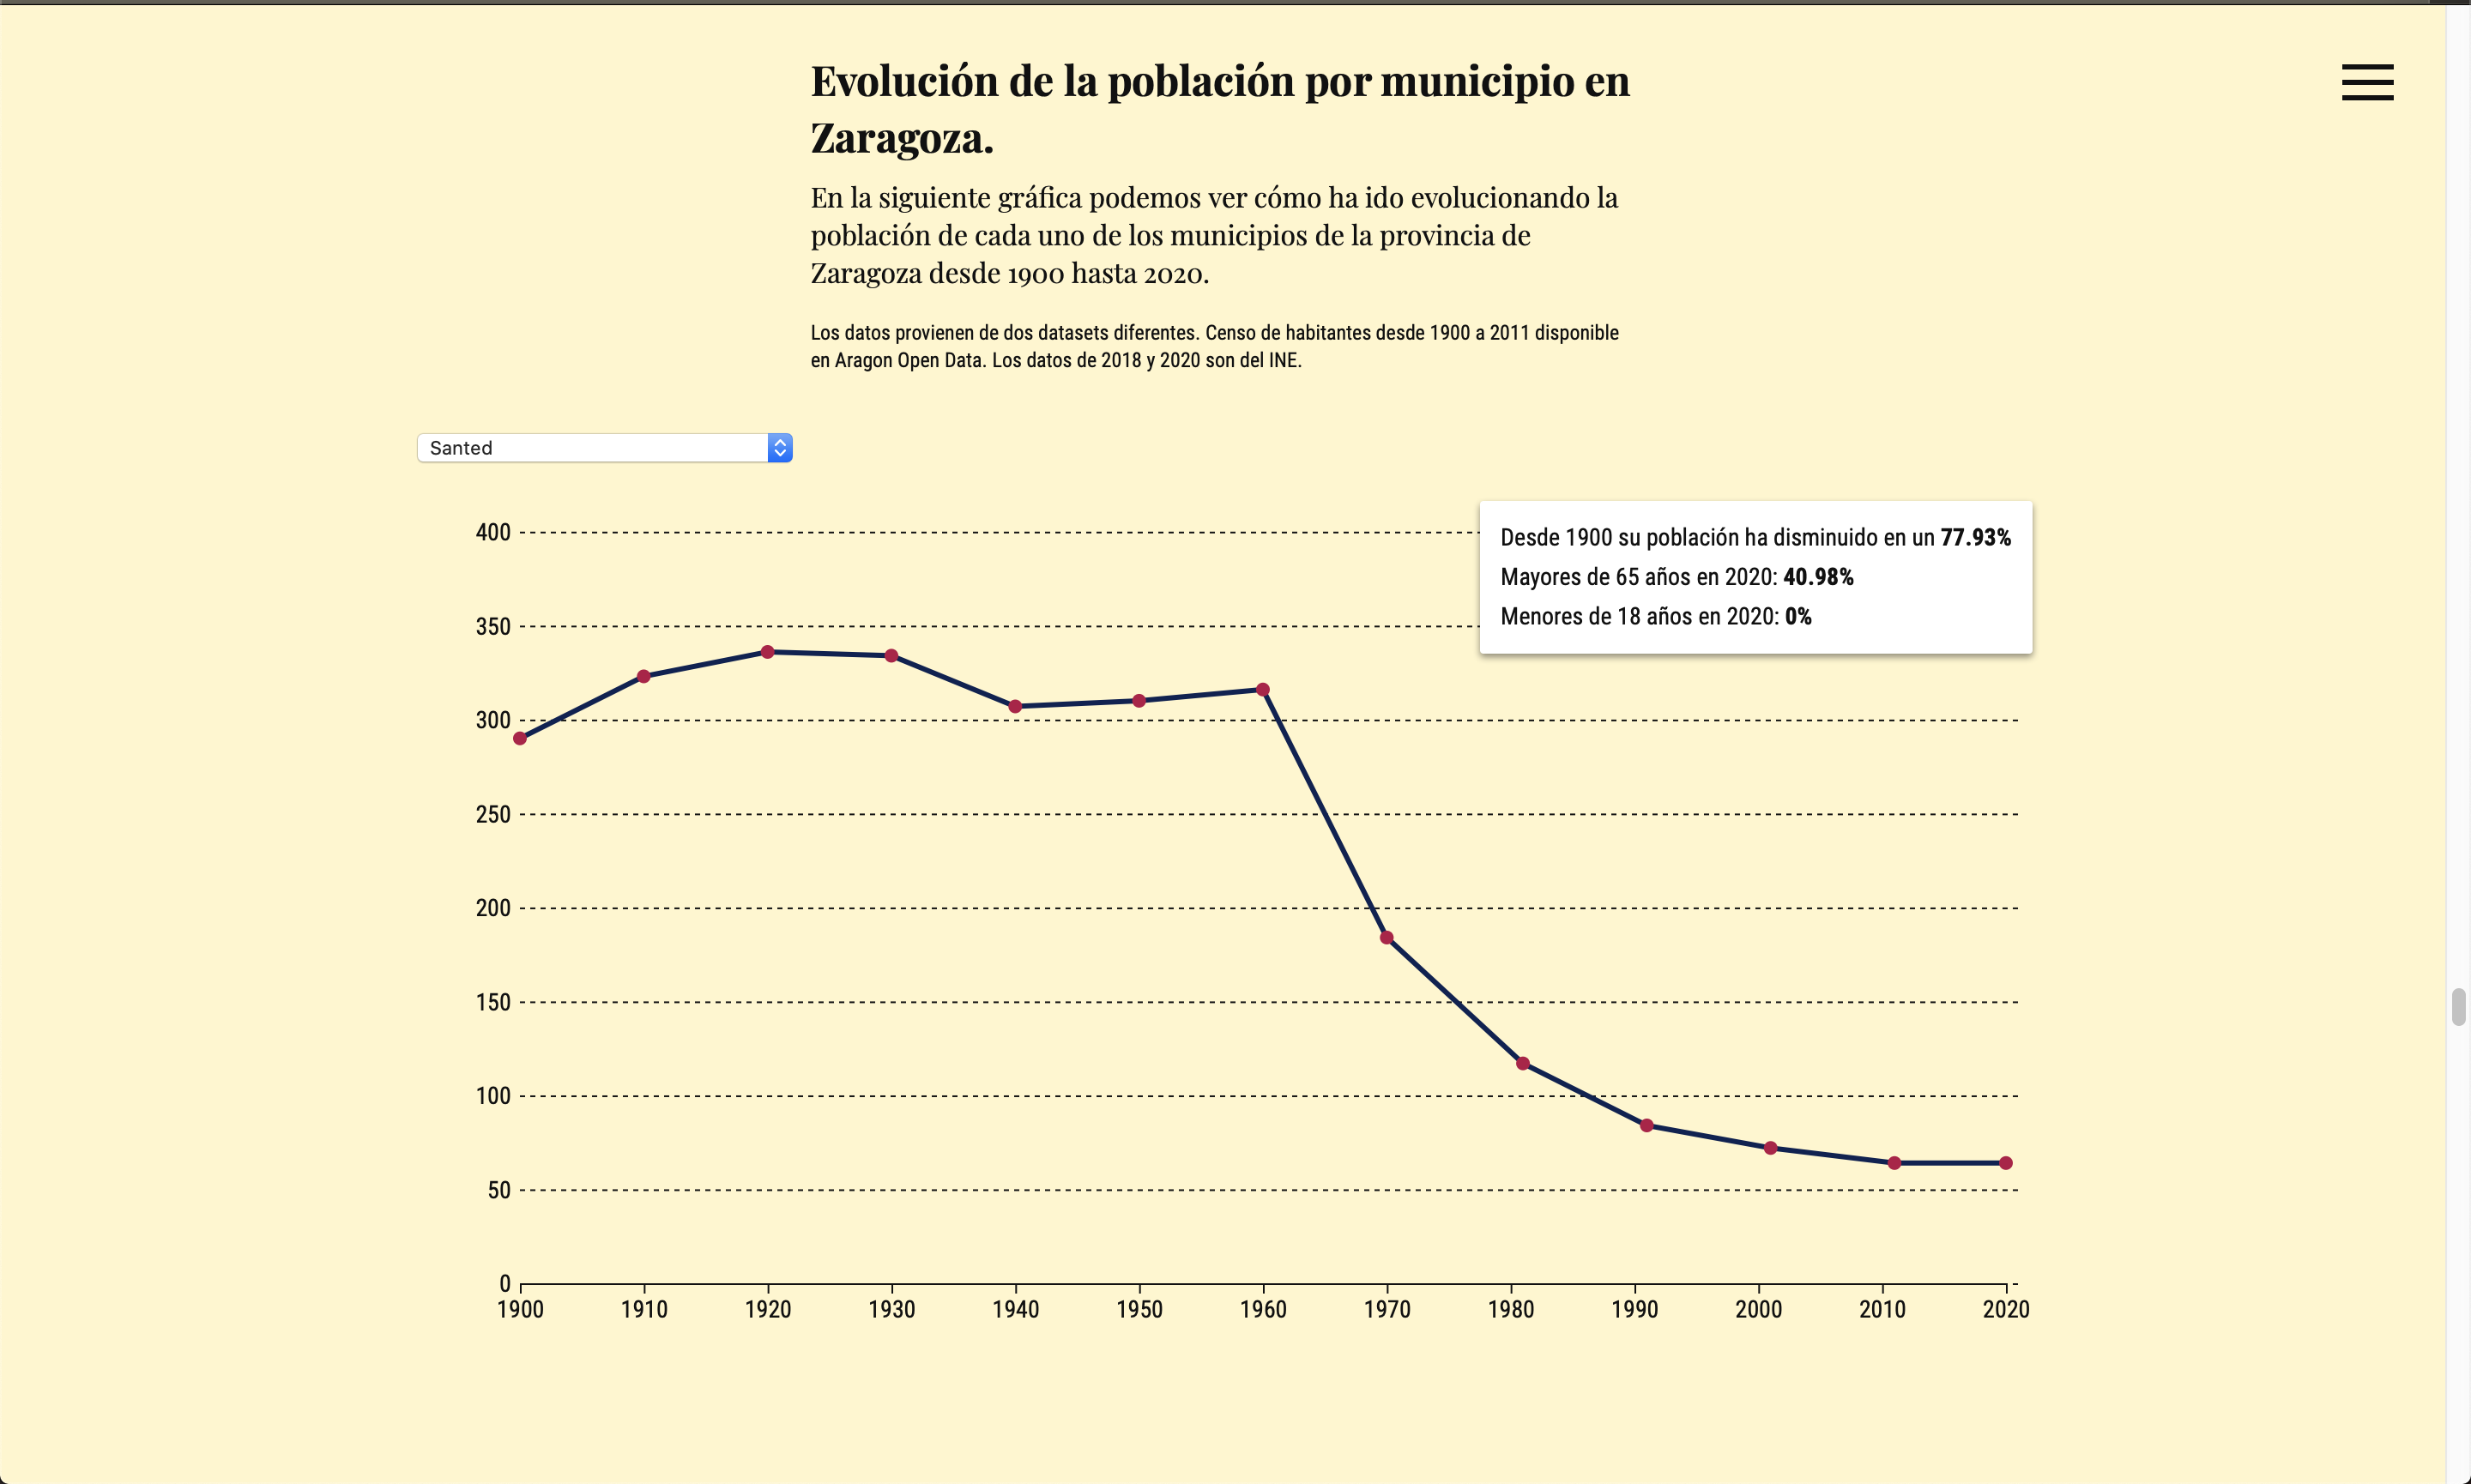 Evolución de la población por municipio en
Zaragoza.
En la siguiente gráfica podemos ver cómo ha ido evolucionando la
población de cada uno de los municipios de la provincia de
Zaragoza desde 1900 hasta 2020.
Los datos provienen de dos datasets diferentes. Censo de habitantes desde 1900 a 2011 disponible
en Aragon Open Data. Los datos de 2018 y 2020 son del INE.
Santed
Desde 1900 su población ha disminuido en un 77.93%
Mayores de 65 años en 2020: 40.98%
Menores de 18 años en 2020: 0%
400
350
300
250
200
150
100
50
0
1900 1910 1920 1930 1940 1950 1960 1970 1980 1990 2000 2010 2020